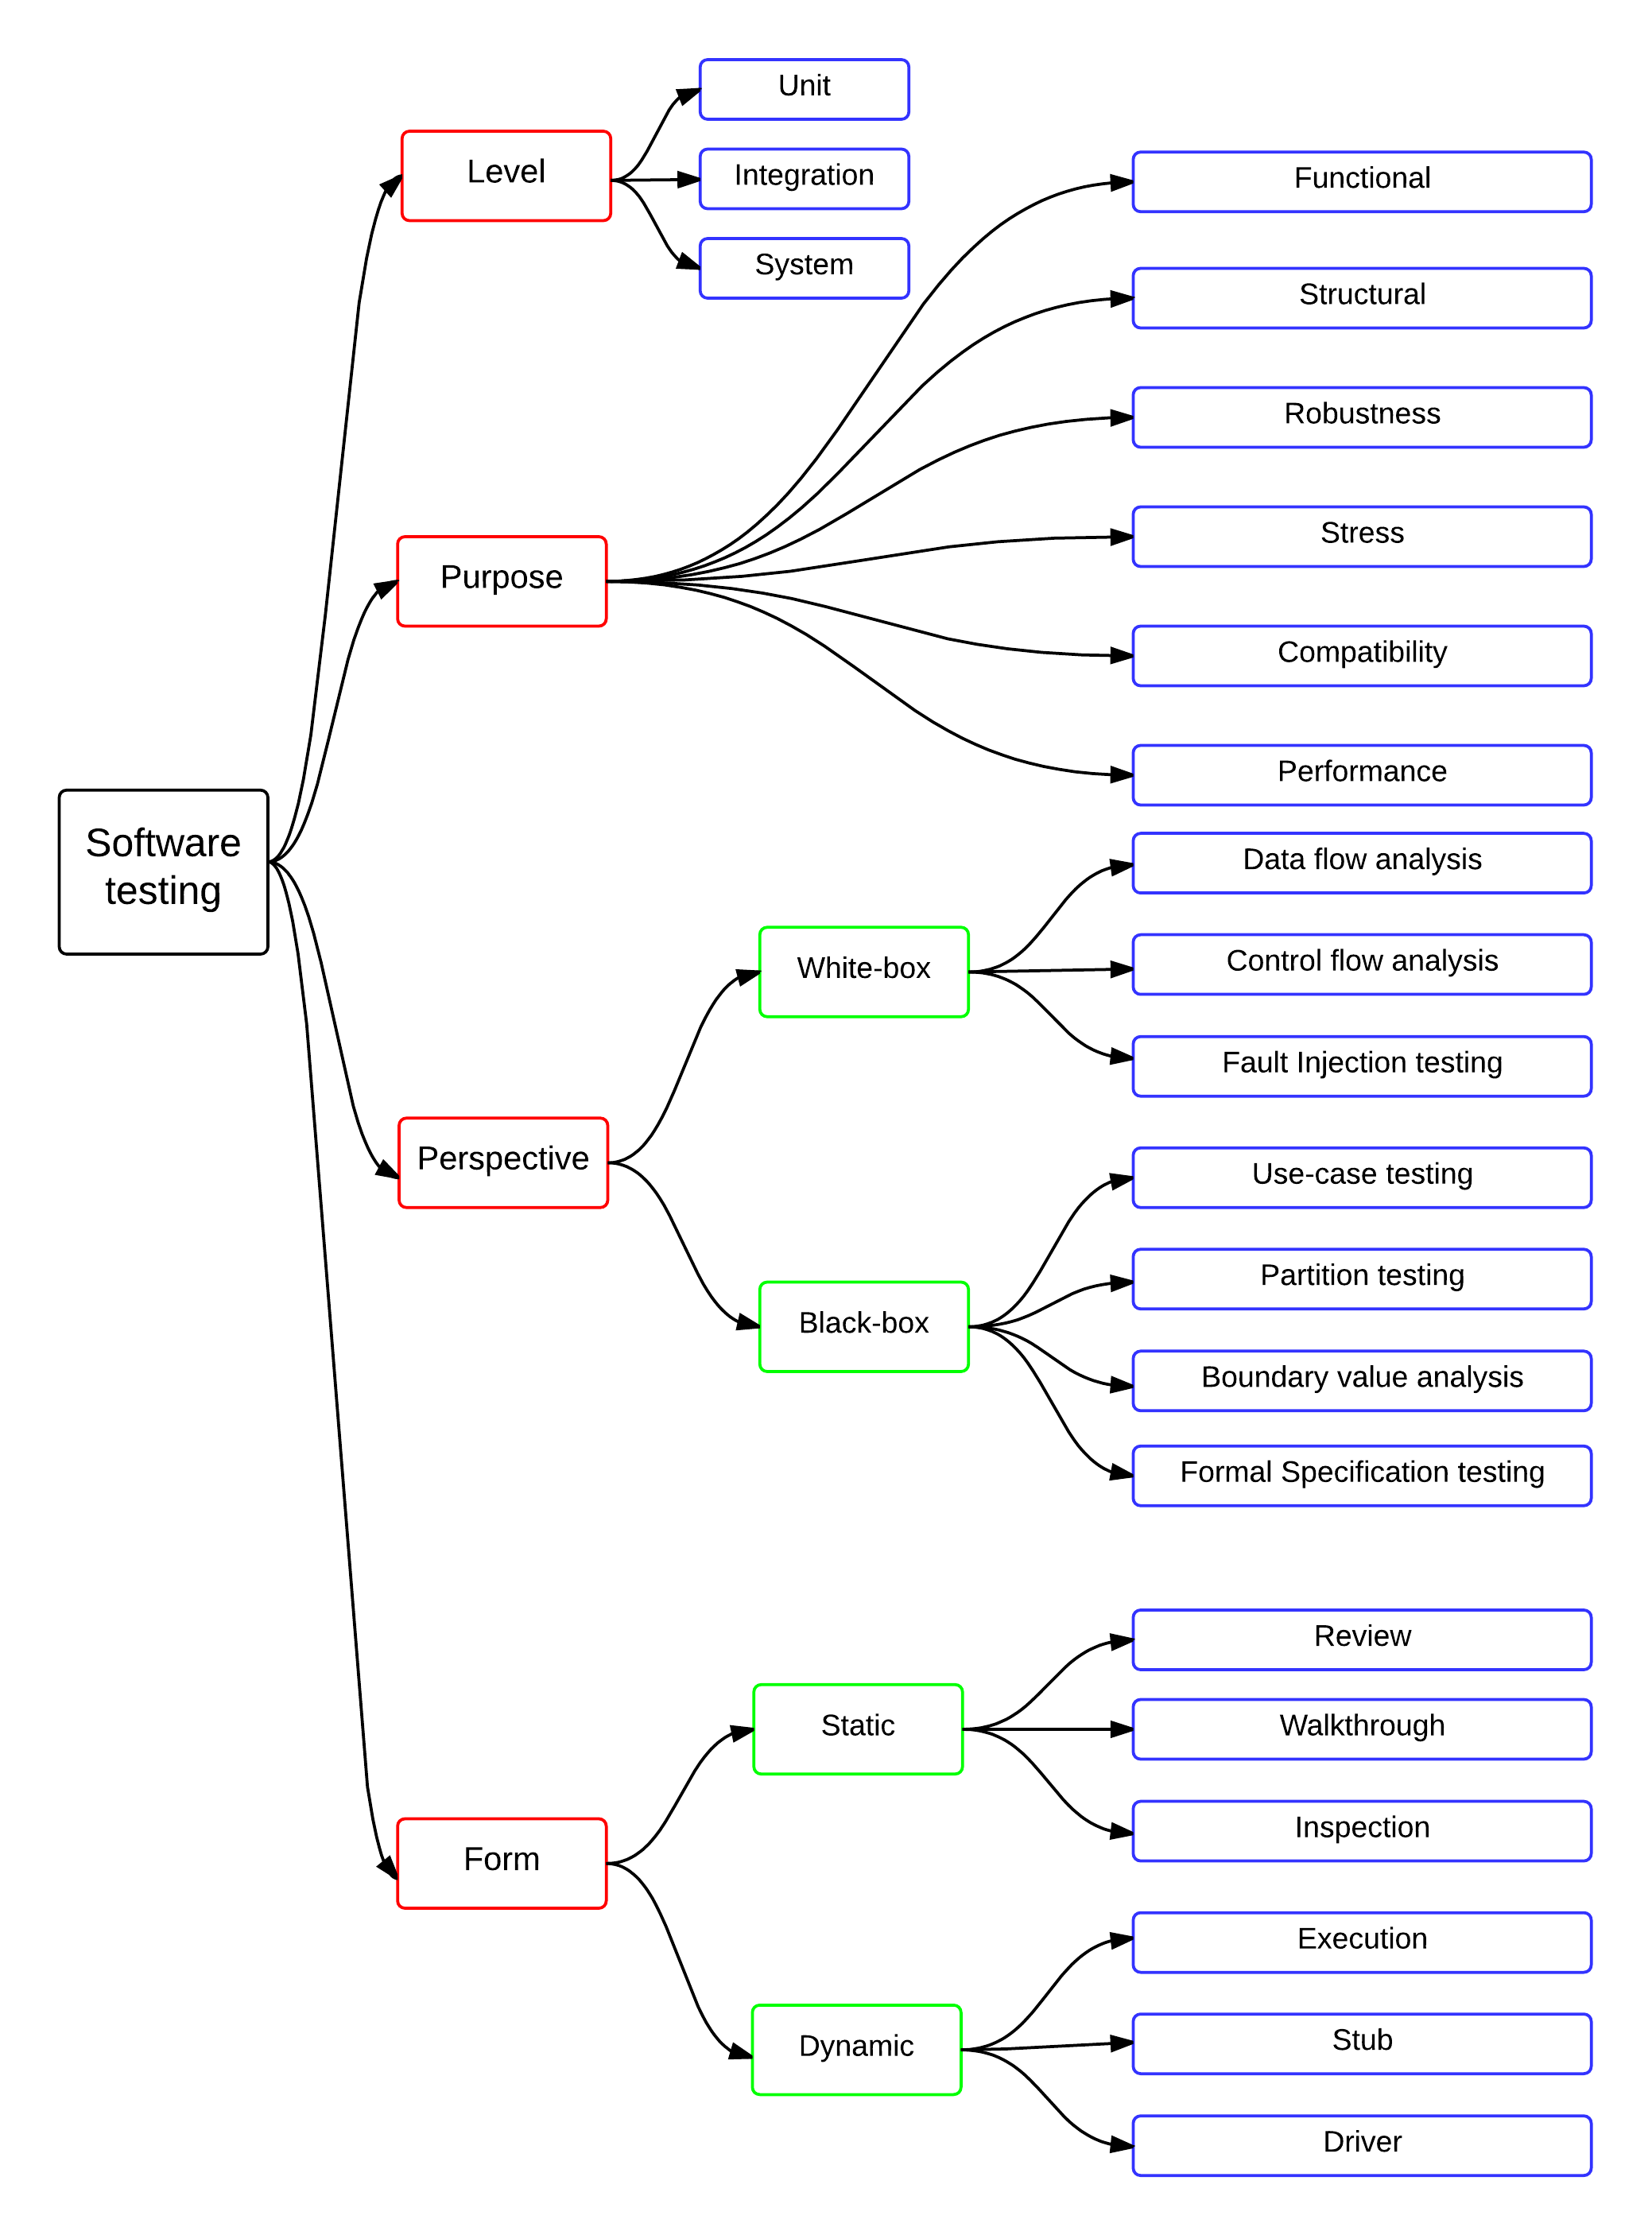 Software
testing
Level
Unit
Integration
System
Purpose
Functional
Structural
Robustness
Stress
Compatibility
Performance
Perspective
White-box
Data flow analysis
Control flow analysis
Fault Injection testing
Black-box
Use-case testing
Partition testing
Boundary value analysis
Formal Specification testing
Form
Static
Review
Walkthrough
Inspection
Dynamic
Execution
Stub
Driver